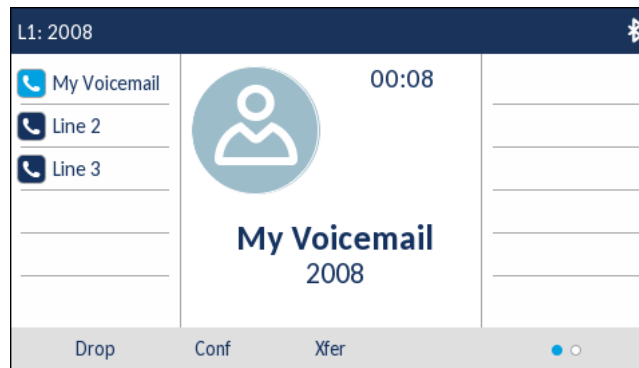 L1: 2008
My Voicemail
Line 2
Line 3
00:08
My Voicemail
2008
Drop Conf Xfer